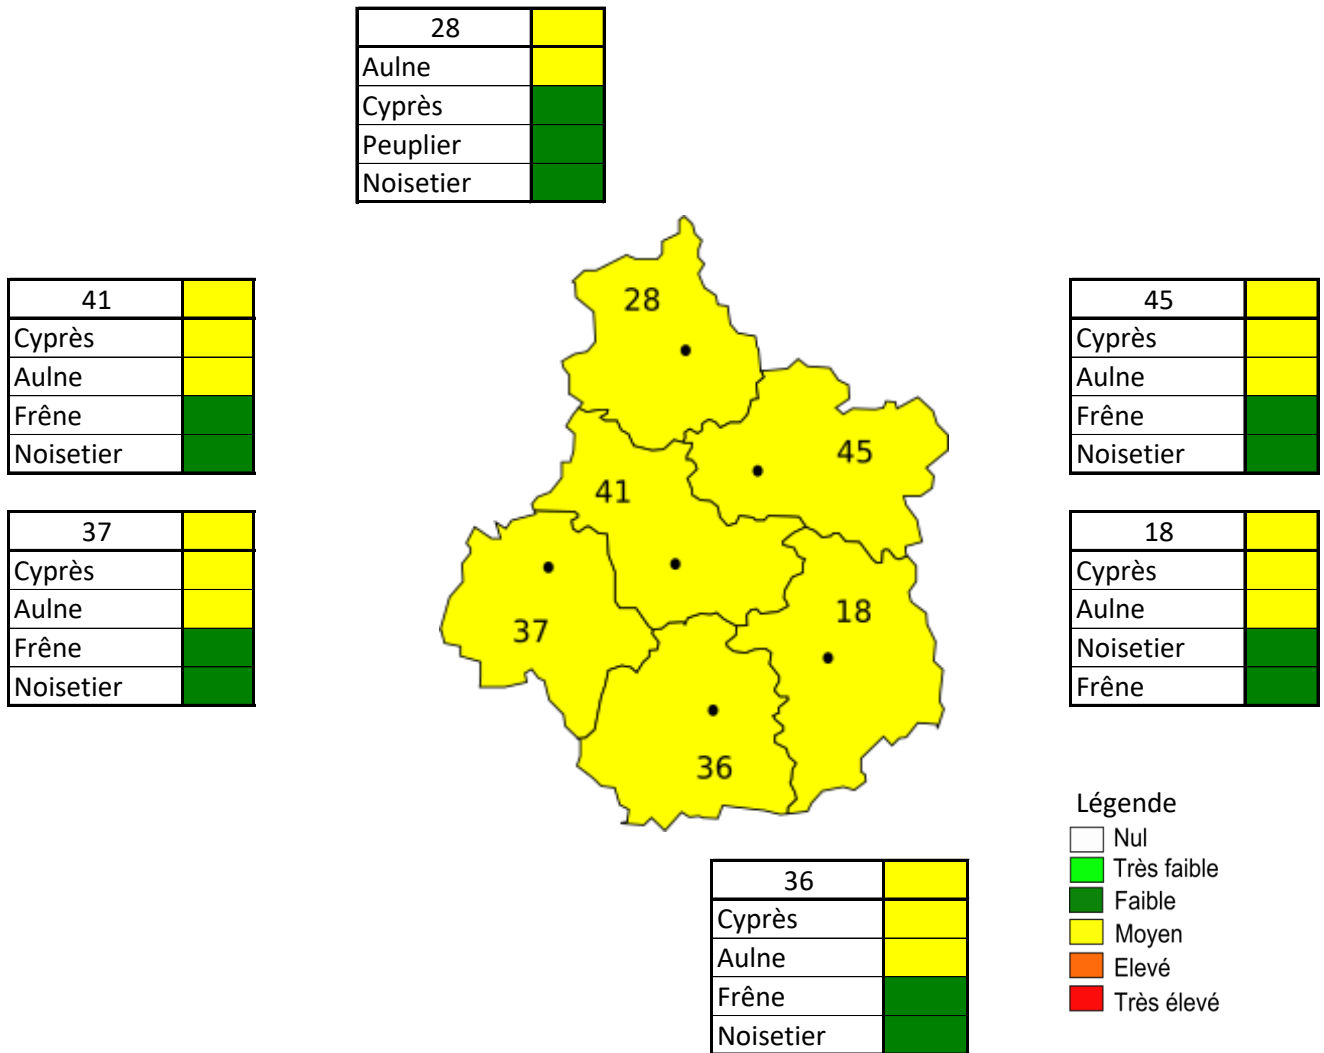 28
Aulne
Cyprès
Peuplier
Noisetier
41
Cyprès
Aulne
Frêne
Noisetier
45
Cyprès
Aulne
Frêne
Noisetier
37
Cyprès
Aulne
Frêne
Noisetier
18
Cyprès
Aulne
Noisetier
Frêne
28
45
41
18
37
36
36
Cyprès
Aulne
Frêne
Noisetier
Légende
Nul
Très faible
Faible
Moyen
Elevé
Très élevé